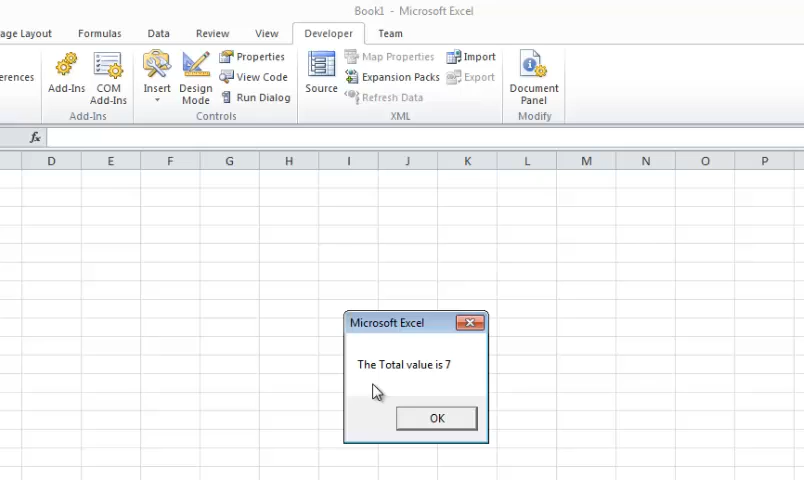 Book1 - Microsoft Excel
age Layout Formulas Data Review View Developer Team
erences
Add-Ins
COM
Add-Ins
Add-Ins
Insert
Design
Mode
Properties
View Code
Run Dialog
Controls
Source
Map Properties
Expansion Packs
Refresh Data
Import
Export
XML
Document
Panel
Modify
fx
D E F G H I J K L M N O P
Microsoft Excel
The Total value is 7
OK